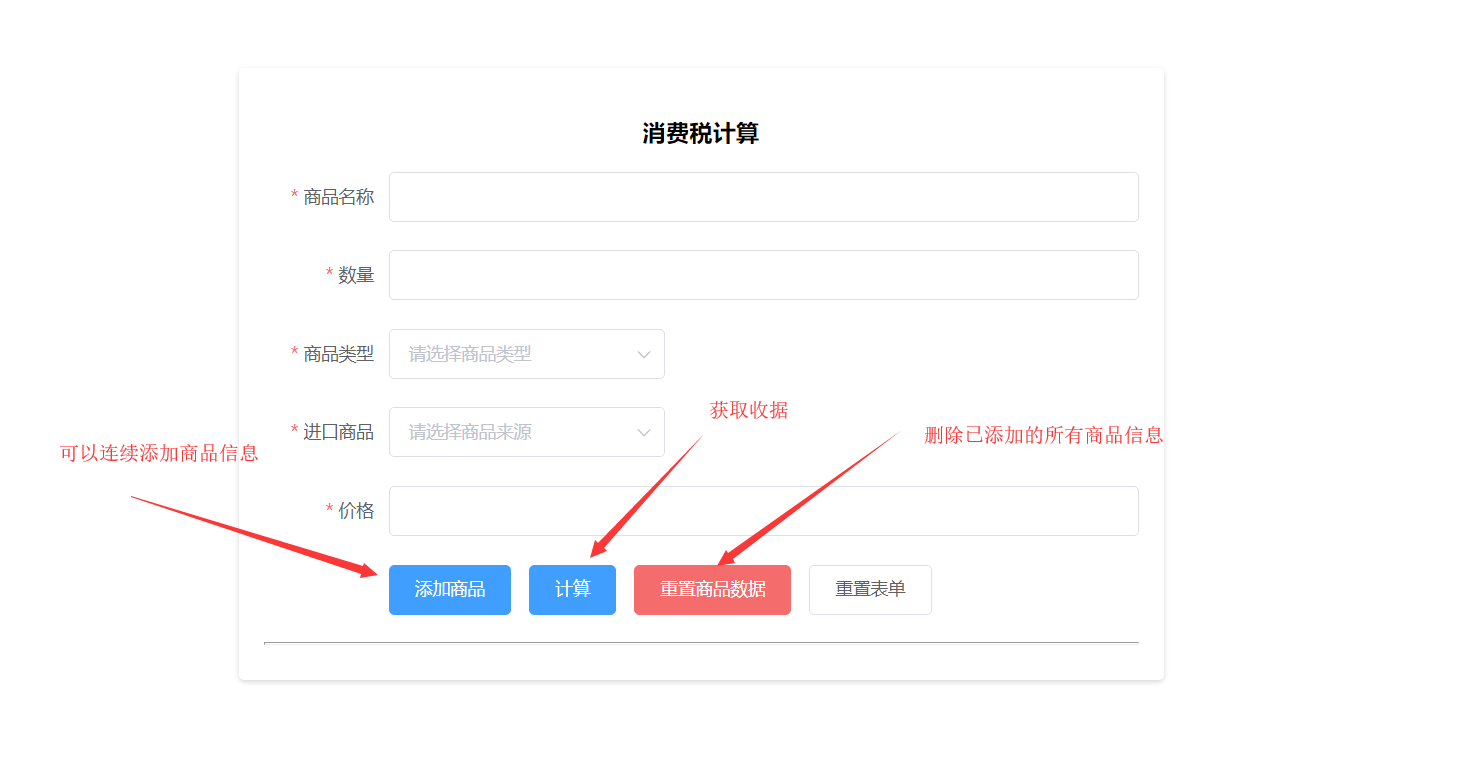 消费税计算
* 商品名称
* 数量
* 商品类型 请选择商品类型
获取收据
* 进口商品 请选择商品来源
删除已添加的所有商品信息
可以连续添加商品信息
* 价格
添加商品 计算 重置商品数据 重置表单